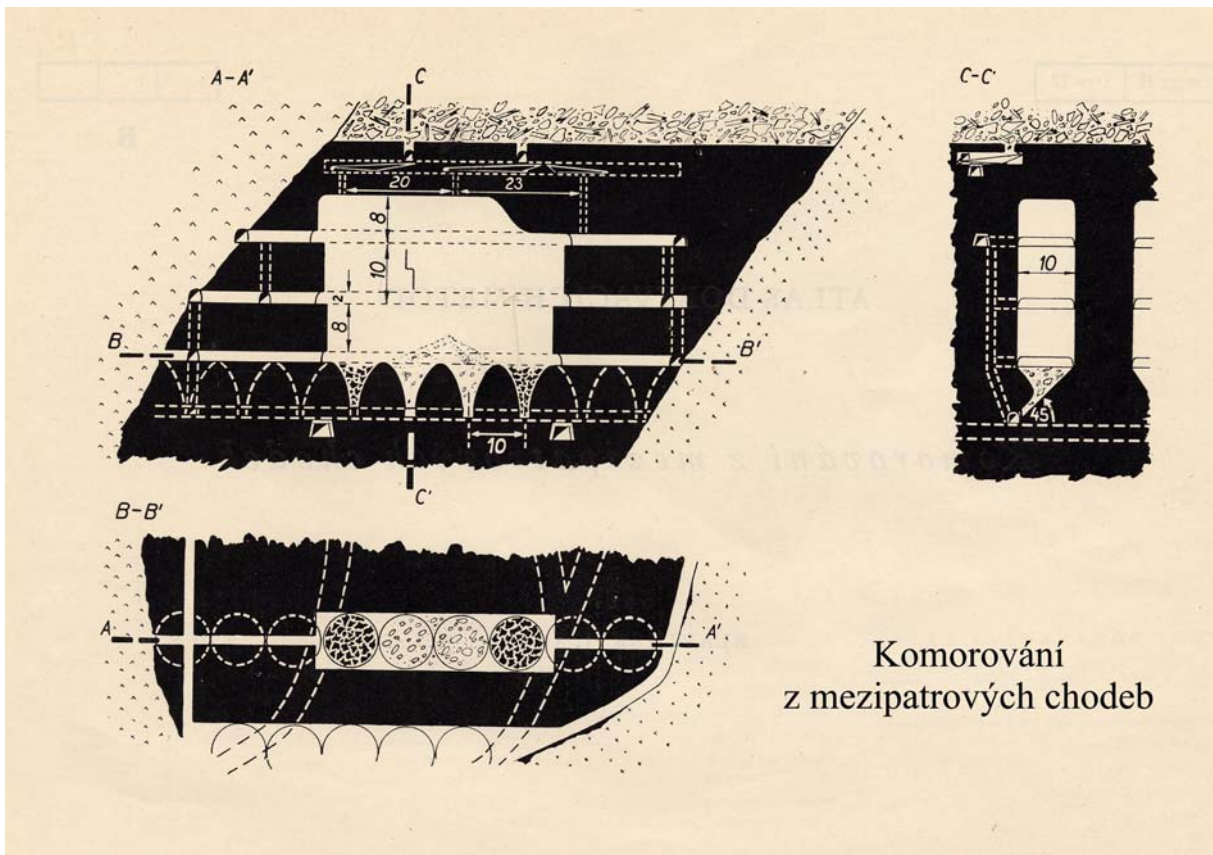 A-A'
C
C-C'
20
23
8
10
10
2
8
B
B'
45
10
C'
B-B'
A
A'
Komorování
z mezipatrových chodeb